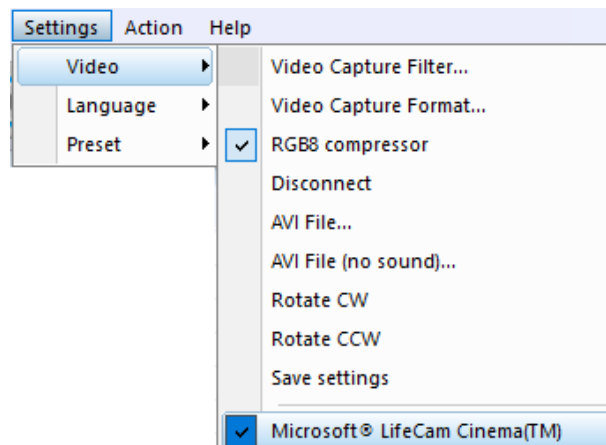 Settings Action Help
Video
Language
Preset
Video Capture Filter...
Video Capture Format...
RGB8 compressor
Disconnect
AVI File...
AVI File (no sound)...
Rotate CW
Rotate CCW
Save settings
Microsoft® LifeCam Cinema(TM)